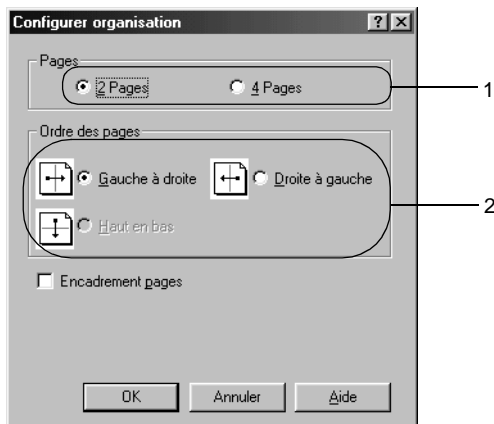 Configurer organisation
Pages
2 Pages
4 Pages
1
Ordre des pages
Gauche à droite
Droite à gauche
Haut en bas
2
Encadrement pages
OK
Annuler
Aide